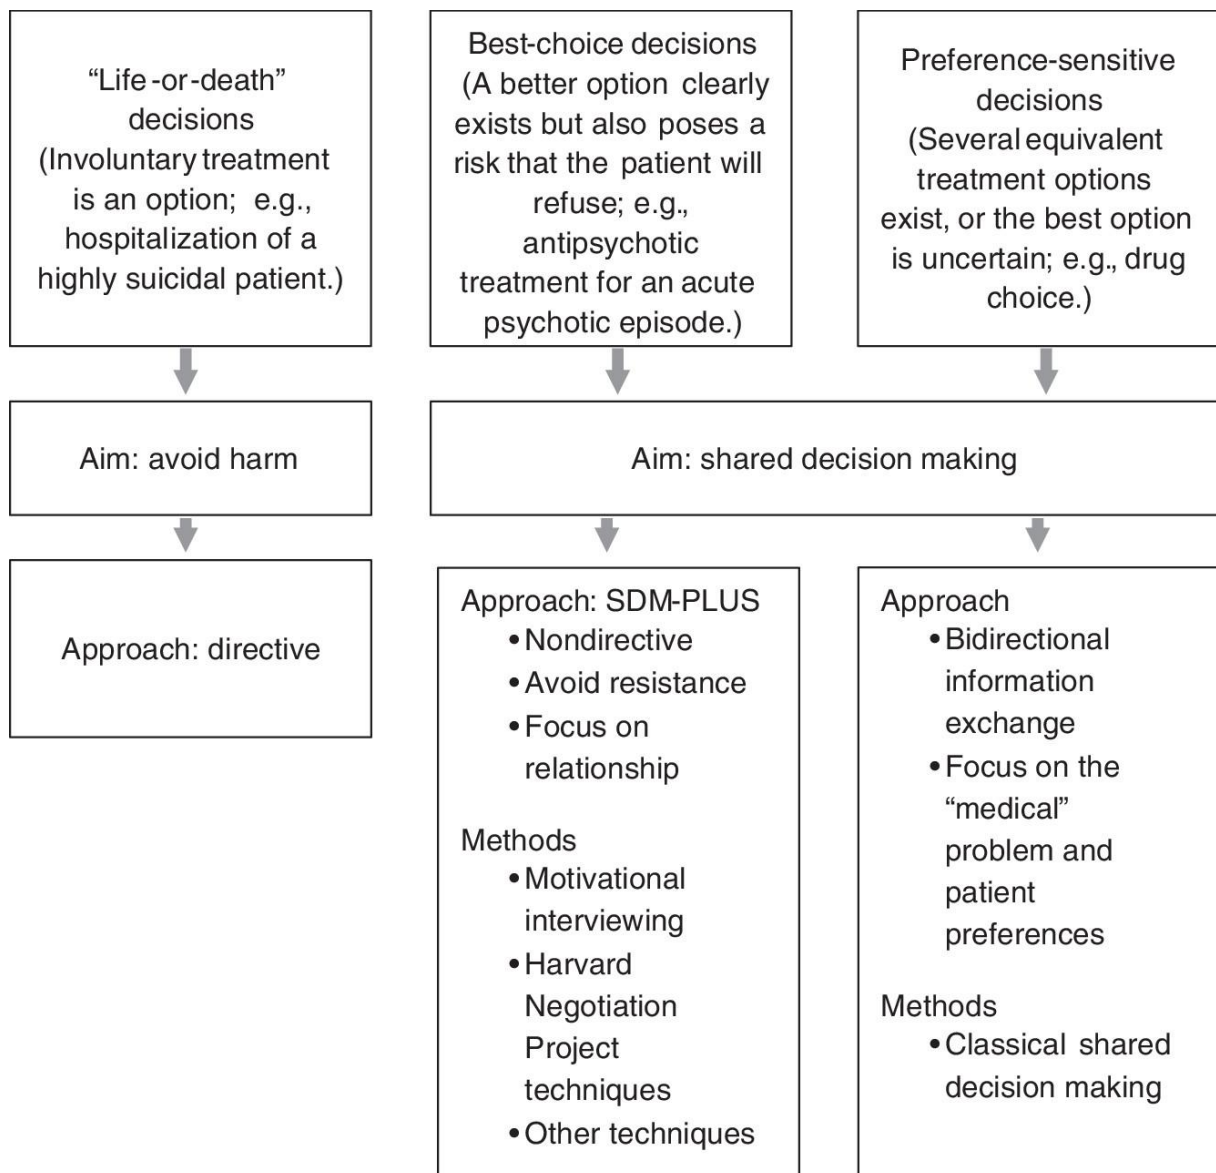 “Life-or-death”
decisions
(Involuntary treatment
is an option; e.g.,
hospitalization of a
highly suicidal patient.)
Best-choice decisions
(A better option clearly
exists but also poses a
risk that the patient will
refuse; e.g.,
antipsychotic
treatment for an acute
psychotic episode.)
Preference-sensitive
decisions
(Several equivalent
treatment options
exist, or the best option
is uncertain; e.g., drug
choice.)
Aim: avoid harm
Aim: shared decision making
Approach: directive
Approach: SDM-PLUS
•Nondirective
•Avoid resistance
•Focus on
relationship
Methods
•Motivational
interviewing
•Harvard
Negotiation
Project
techniques
•Other techniques
Approach
•Bidirectional
information
exchange
•Focus on the
“medical”
problem and
patient
preferences
Methods
•Classical shared
decision making